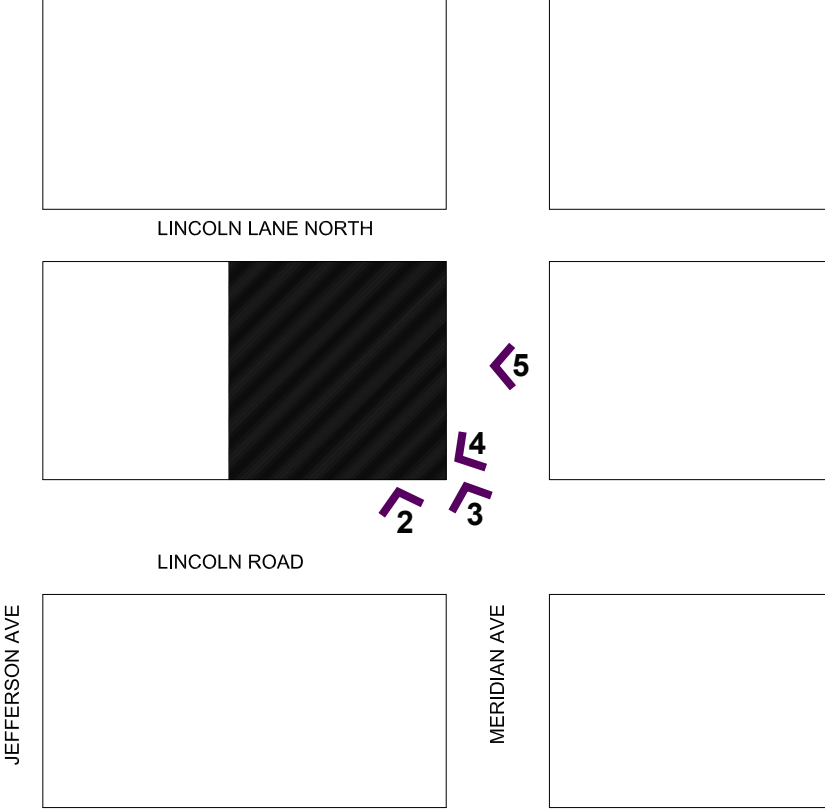 LINCOLN LANE NORTH
5
4
3
2
LINCOLN ROAD
JEFFERSON AVE
MERIDIAN AVE